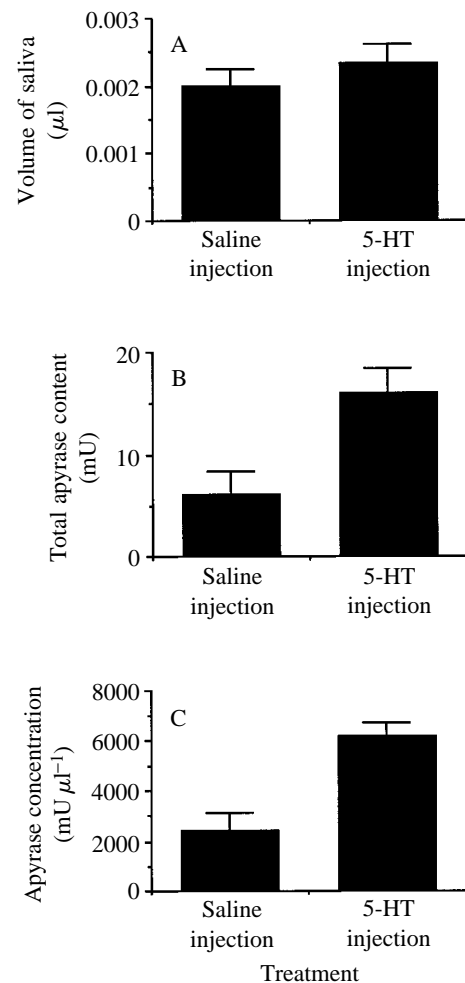 A
Volume of saliva
(μl)
0.003
0.002
0.001
0
Saline
injection
5-HT
injection
B
Total apyrase content
(mU)
20
10
0
Saline
injection
5-HT
injection
C
Apyrase concentration
(mU μl⁻¹)
8000
6000
4000
2000
0
Saline
injection
5-HT
injection
Treatment